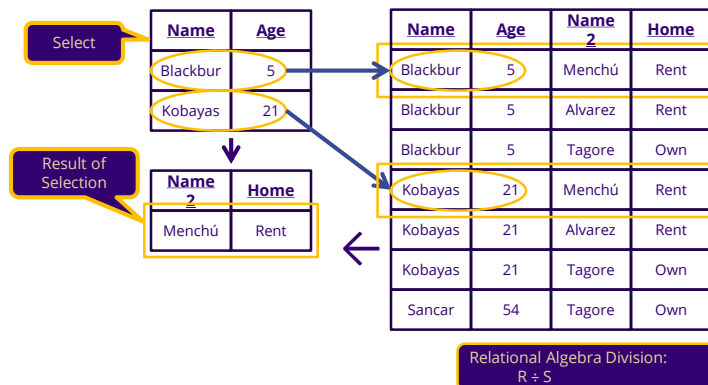 Select
Name Age
Blackbur 5
Kobayas 21
Result of
Selection
Name
2 Home
Menchú Rent
Name Age Name
2 Home
Blackbur 5 Menchú Rent
Blackbur 5 Alvarez Rent
Blackbur 5 Tagore Own
Kobayas 21 Menchú Rent
Kobayas 21 Alvarez Rent
Kobayas 21 Tagore Own
Sancar 54 Tagore Own
Relational Algebra Division:
R ÷ S